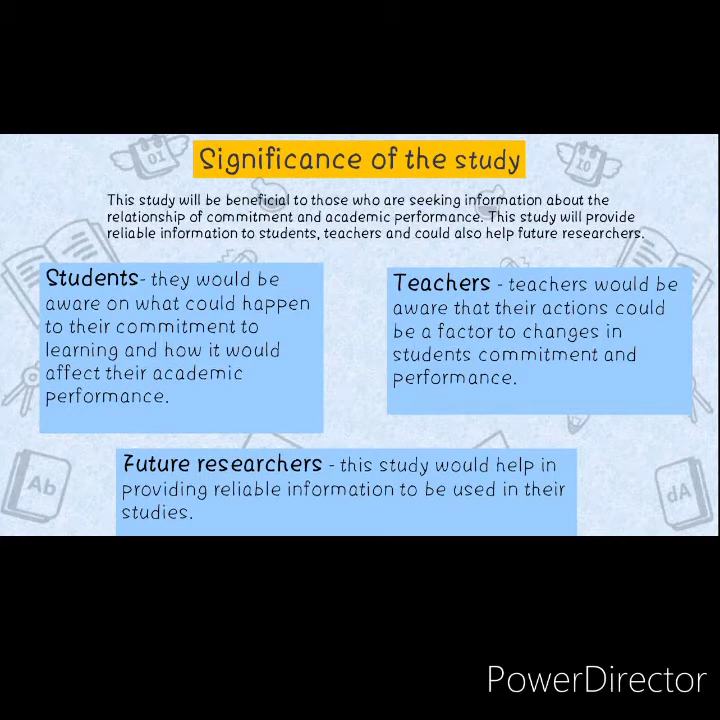 Significance of the study
This study will be beneficial to those who are seeking information about the
relationship of commitment and academic performance. This study will provide
reliable information to students, teachers and could also help future researchers.
Students- they would be
aware on what could happen
to their commitment to
learning and how it would
affect their academic
performance.
Teachers - teachers would be
aware that their actions could
be a factor to changes in
students commitment and
performance.
Future researchers - this study would help in
providing reliable information to be used in their
studies.
01
10
Ab
dA
PowerDirector